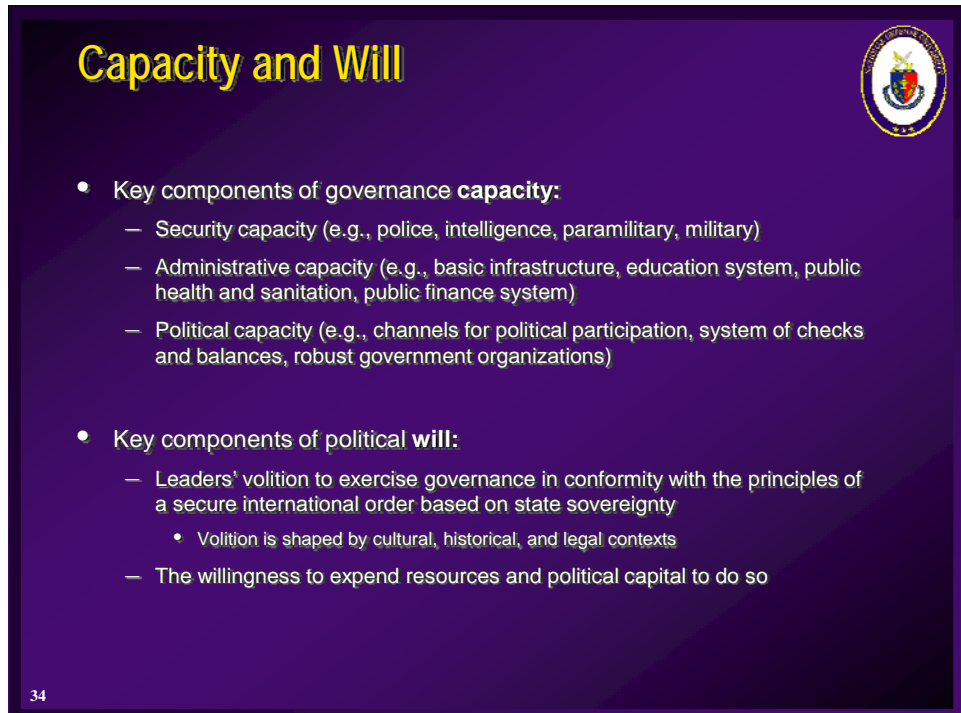 Capacity and Will
• Key components of governance capacity:
– Security capacity (e.g., police, intelligence, paramilitary, military)
– Administrative capacity (e.g., basic infrastructure, education system, public
health and sanitation, public finance system)
– Political capacity (e.g., channels for political participation, system of checks
and balances, robust government organizations)
• Key components of political will:
– Leaders' volition to exercise governance in conformity with the principles of
a secure international order based on state sovereignty
• Volition is shaped by cultural, historical, and legal contexts
– The willingness to expend resources and political capital to do so
34